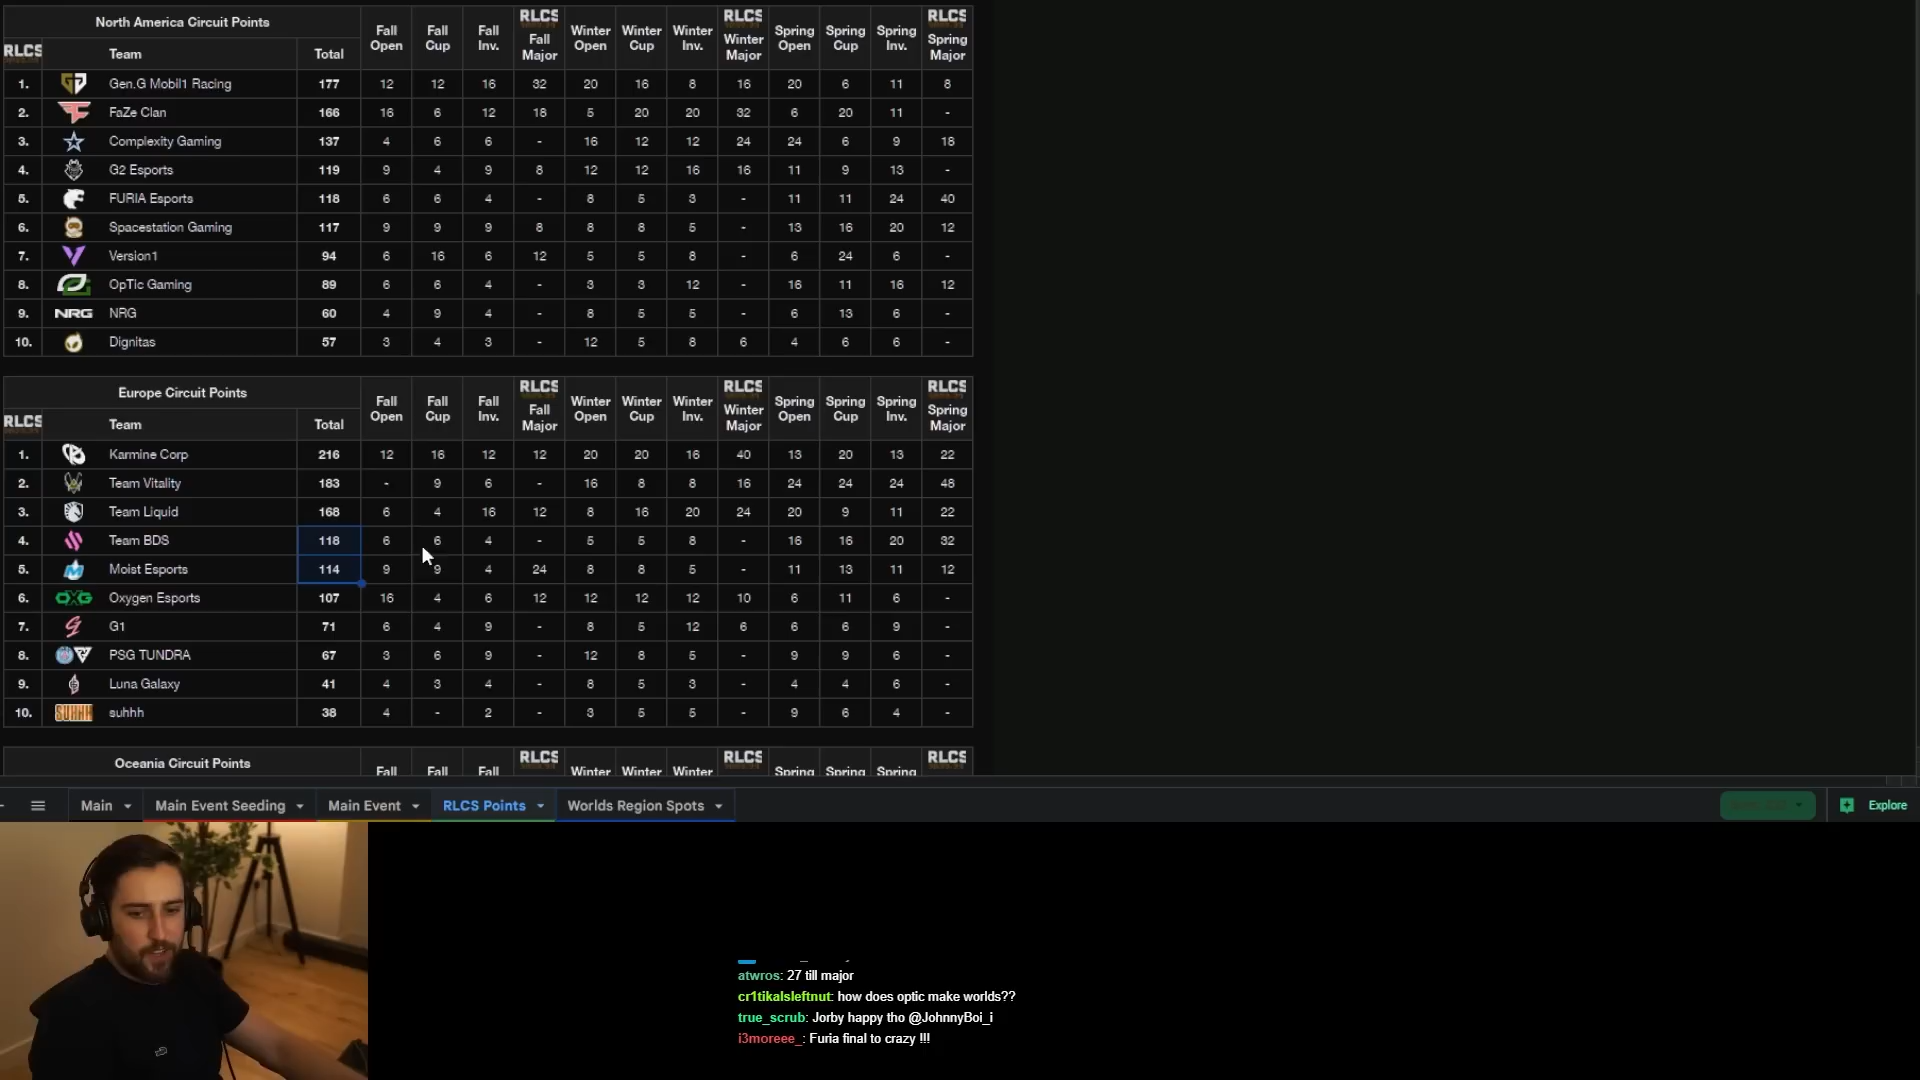 North America Circuit Points Fall Open Fall Cup Fall Inv. RLCS Fall Major Winter Open Winter Cup Winter Inv. RLCS Winter Major Spring Open Spring Cup Spring Inv. RLCS Spring Major
RLCS Team Total
1. Gen.G Mobil1 Racing 177 12 12 16 32 20 16 8 16 20 6 11 8
2. FaZe Clan 166 16 6 12 18 5 20 20 32 6 20 11 -
3. Complexity Gaming 137 4 6 6 - 16 12 12 24 24 6 9 18
4. G2 Esports 119 9 4 9 8 12 12 16 16 11 9 13 -
5. FURIA Esports 118 6 6 4 - 8 5 3 - 11 11 24 40
6. Spacestation Gaming 117 9 9 9 8 8 8 5 - 13 16 20 12
7. Version1 94 6 16 6 12 5 5 8 - 6 24 6 -
8. OpTic Gaming 89 6 6 4 - 3 3 12 - 16 11 16 12
9. NRG NRG 60 4 9 4 - 8 5 5 - 6 13 6 -
10. Dignitas 57 3 4 3 - 12 5 8 6 4 6 6 -
Europe Circuit Points Fall Open Fall Cup Fall Inv. RLCS Fall Major Winter Open Winter Cup Winter Inv. RLCS Winter Major Spring Open Spring Cup Spring Inv. RLCS Spring Major
RLCS Team Total
1. Karmine Corp 216 12 16 12 12 20 20 16 40 13 20 13 22
2. Team Vitality 183 - 9 6 - 16 8 8 16 24 24 24 48
3. Team Liquid 168 6 4 16 12 8 16 20 24 20 9 11 22
4. Team BDS 118 6 6 4 - 5 5 8 - 16 16 20 32
5. Moist Esports 114 9 9 4 24 8 8 5 - 11 13 11 12
6. OXG Oxygen Esports 107 16 4 6 12 12 12 12 10 6 11 6 -
7. G1 71 6 4 9 - 8 5 12 6 6 6 9 -
8. PSG TUNDRA 67 3 6 9 - 12 8 5 - 9 9 6 -
9. Luna Galaxy 41 4 3 4 - 8 5 3 - 4 4 6 -
10. SUHHH suhhh 38 4 - 2 - 3 5 5 - 9 6 4 -
Oceania Circuit Points Fall Fall Fall RLCS Winter Winter Winter RLCS Spring Spring Spring RLCS
Main Main Event Seeding Main Event RLCS Points Worlds Region Spots Explore
atwros: 27 till major
cr1tikalsleftnut: how does optic make worlds??
true_scrub: Jorby happy tho @JohnnyBoi_i
i3moreee_: Furia final to crazy !!!